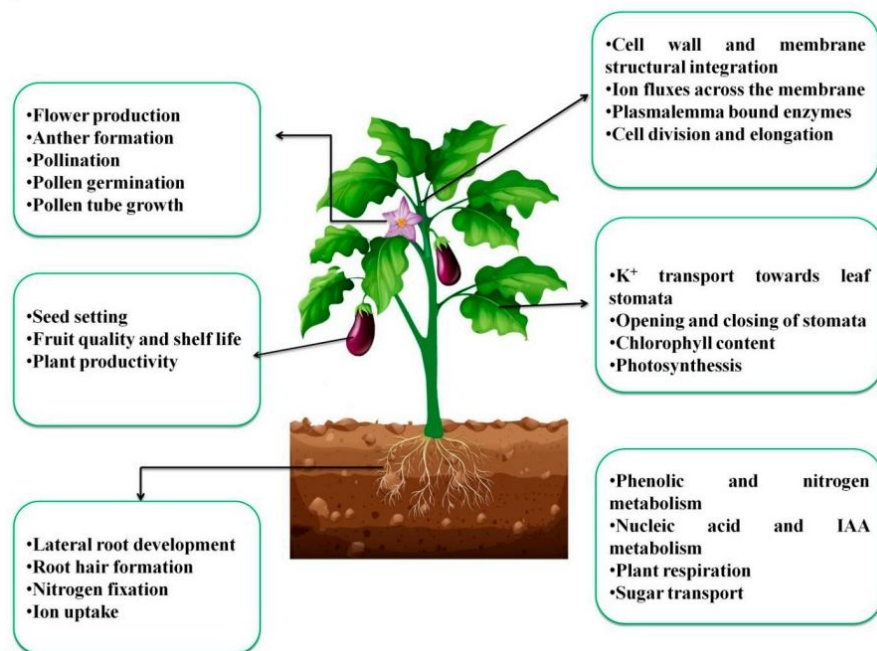 •Flower production
•Anther formation
•Pollination
•Pollen germination
•Pollen tube growth
•Seed setting
•Fruit quality and shelf life
•Plant productivity
•Lateral root development
•Root hair formation
•Nitrogen fixation
•Ion uptake
•Cell wall and membrane
structural integration
•Ion fluxes across the membrane
•Plasmalemma bound enzymes
•Cell division and elongation
•K⁺ transport towards leaf
stomata
•Opening and closing of stomata
•Chlorophyll content
•Photosynthessis
•Phenolic and nitrogen
metabolism
•Nucleic acid and IAA
metabolism
•Plant respiration
•Sugar transport